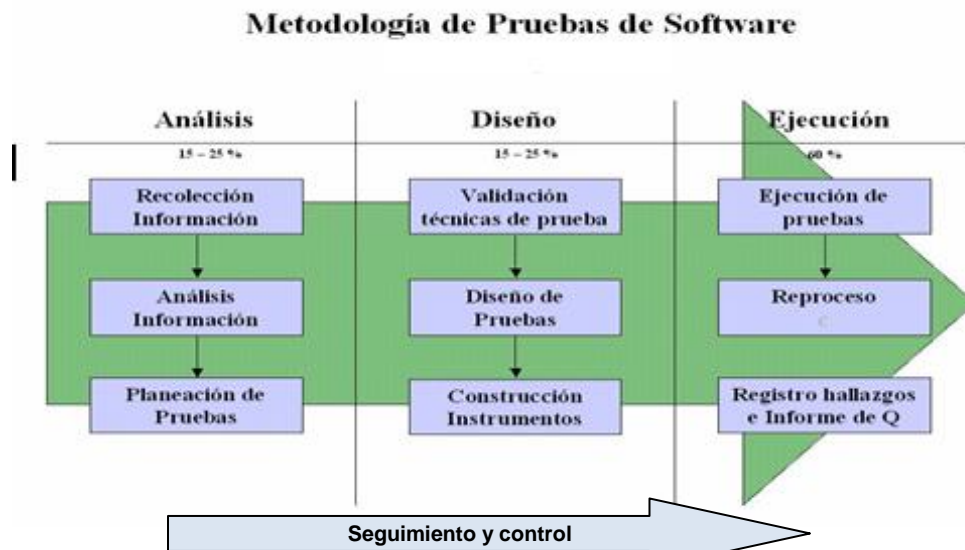 Metodología de Pruebas de Software
Análisis
15 – 25 %
Recolección
Información
Análisis
Información
Planeación de
Pruebas
Diseño
15 – 25 %
Validación
técnicas de prueba
Diseño de
Pruebas
Construcción
Instrumentos
Ejecución
60 %
Ejecución de
pruebas
Reproceso
c
Registro hallazgos
e Informe de Q
Seguimiento y control